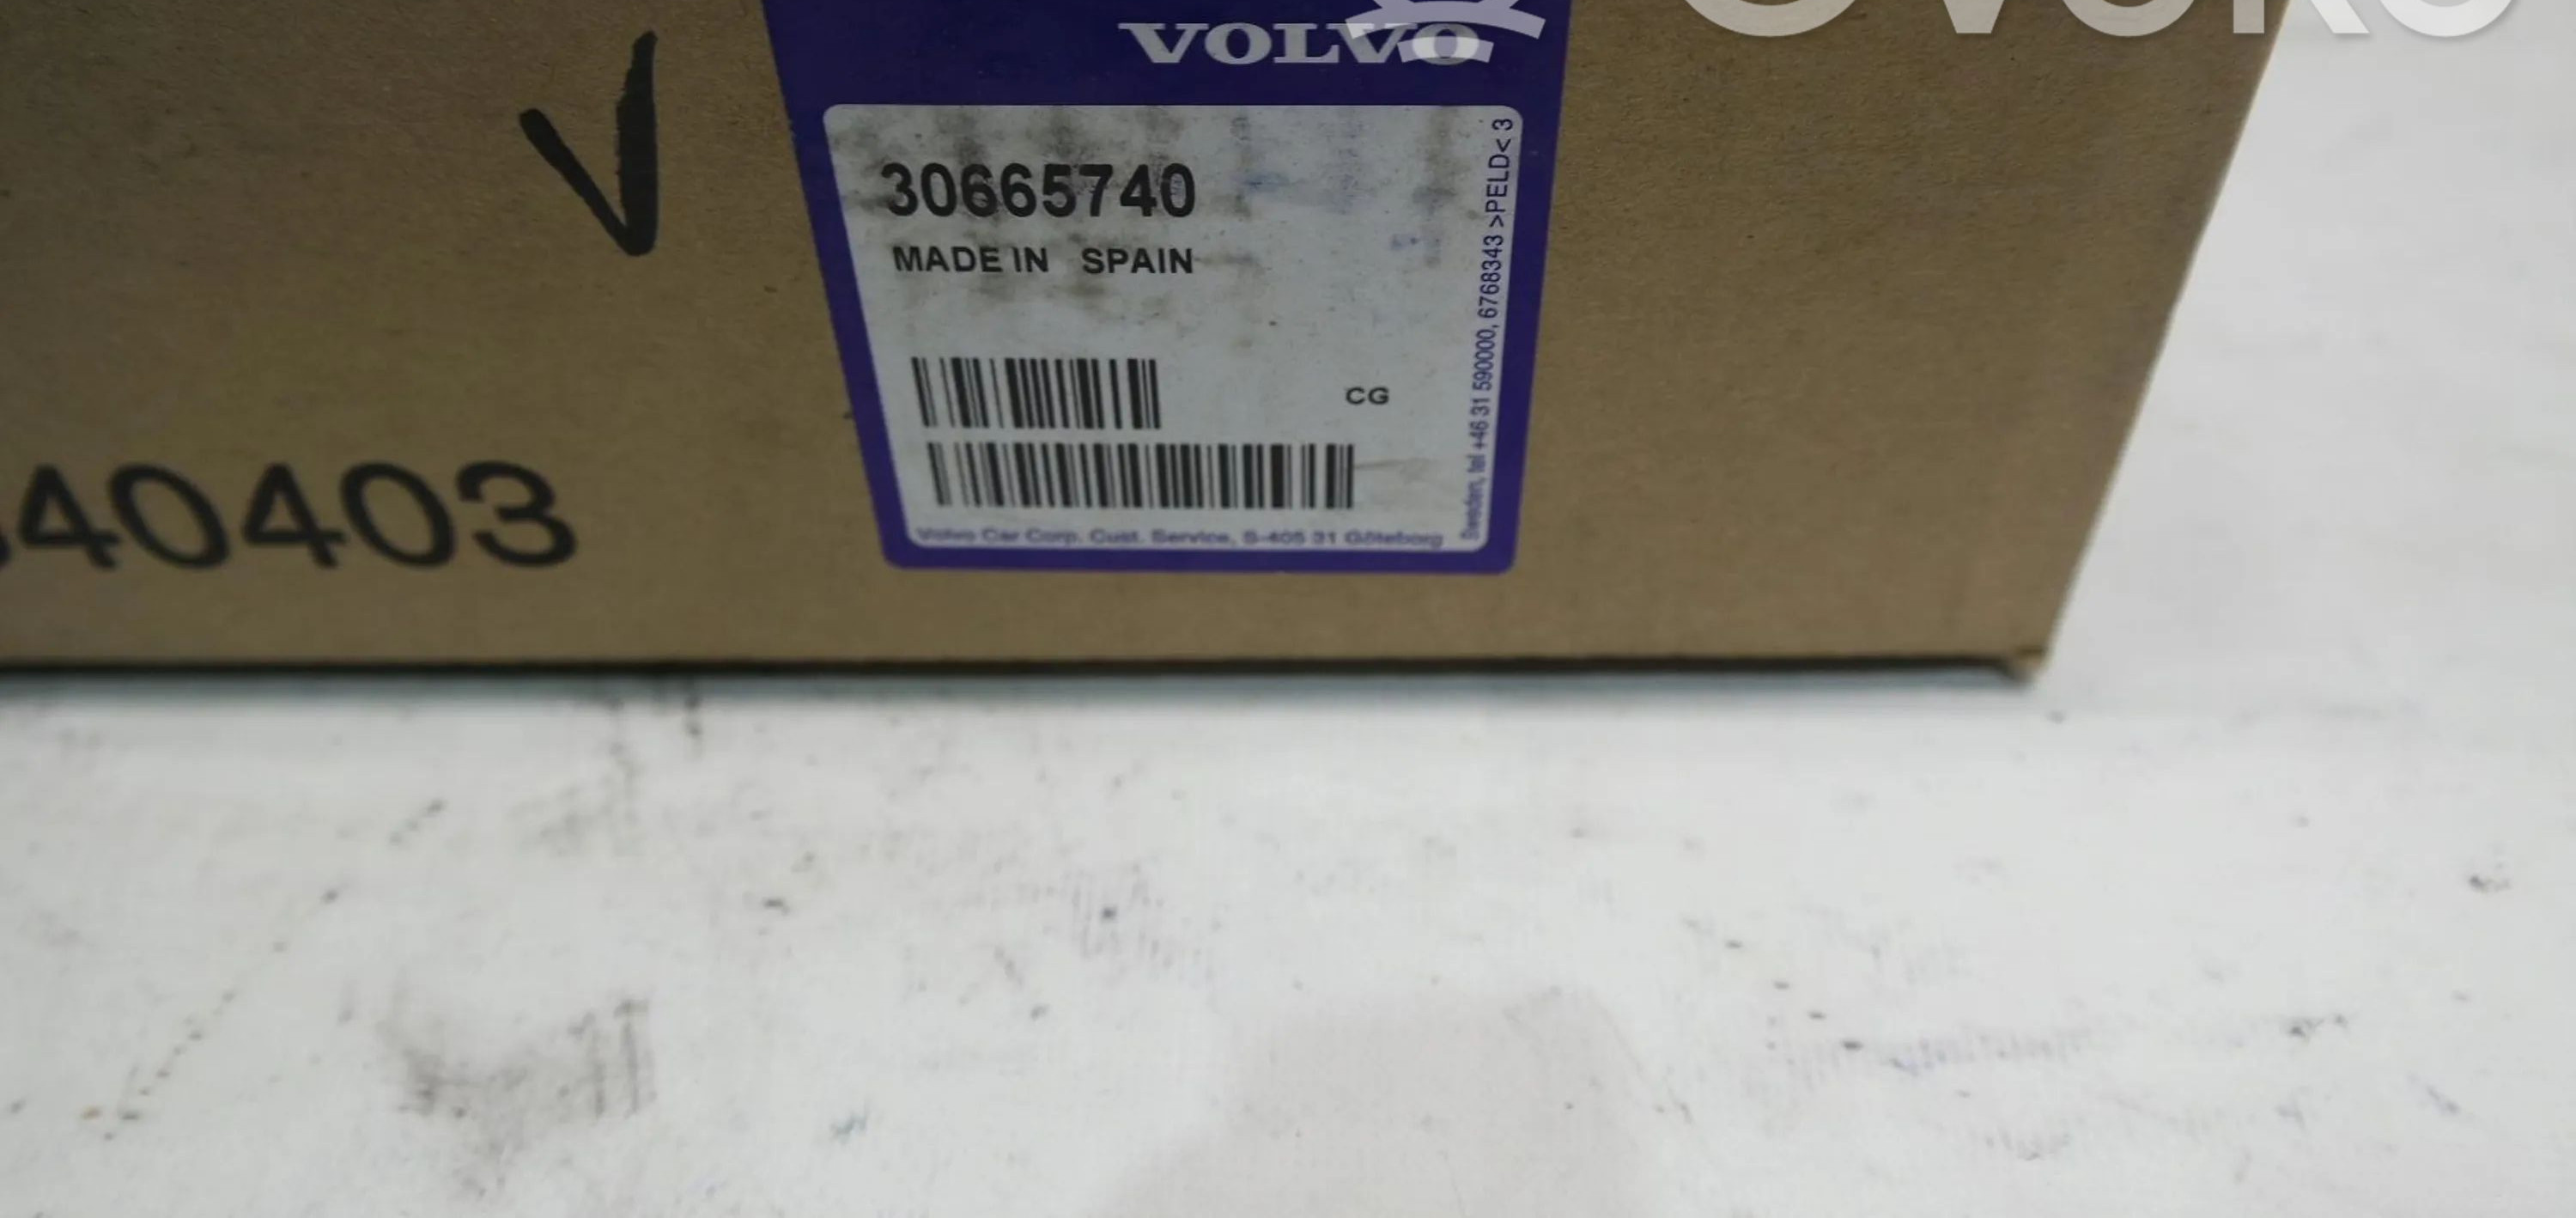 VOLVO
30665740
MADE IN SPAIN
CG
Volvo Car Corp. Cust. Service, S-405 31 Göteborg
Sweden, tel +46 31 590000, 6768343 >PELD< 3
40403